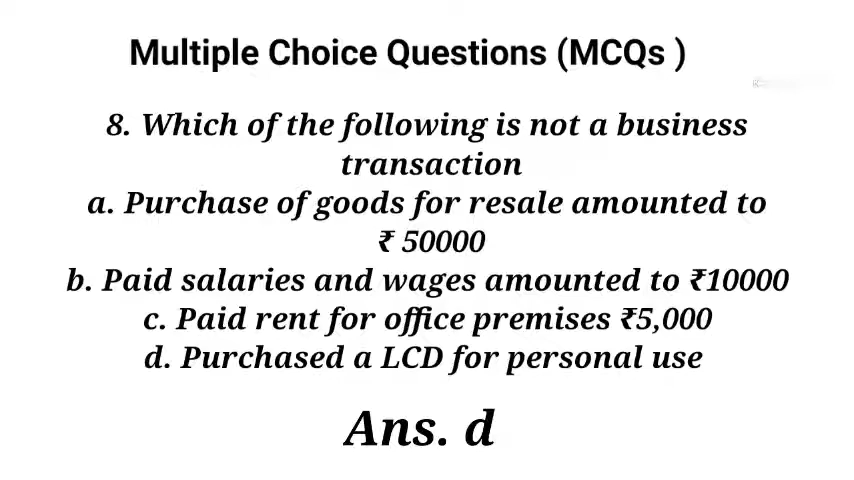 Multiple Choice Questions (MCQs )
8. Which of the following is not a business
transaction
a. Purchase of goods for resale amounted to
₹ 50000
b. Paid salaries and wages amounted to ₹10000
c. Paid rent for office premises ₹5,000
d. Purchased a LCD for personal use
Ans. d